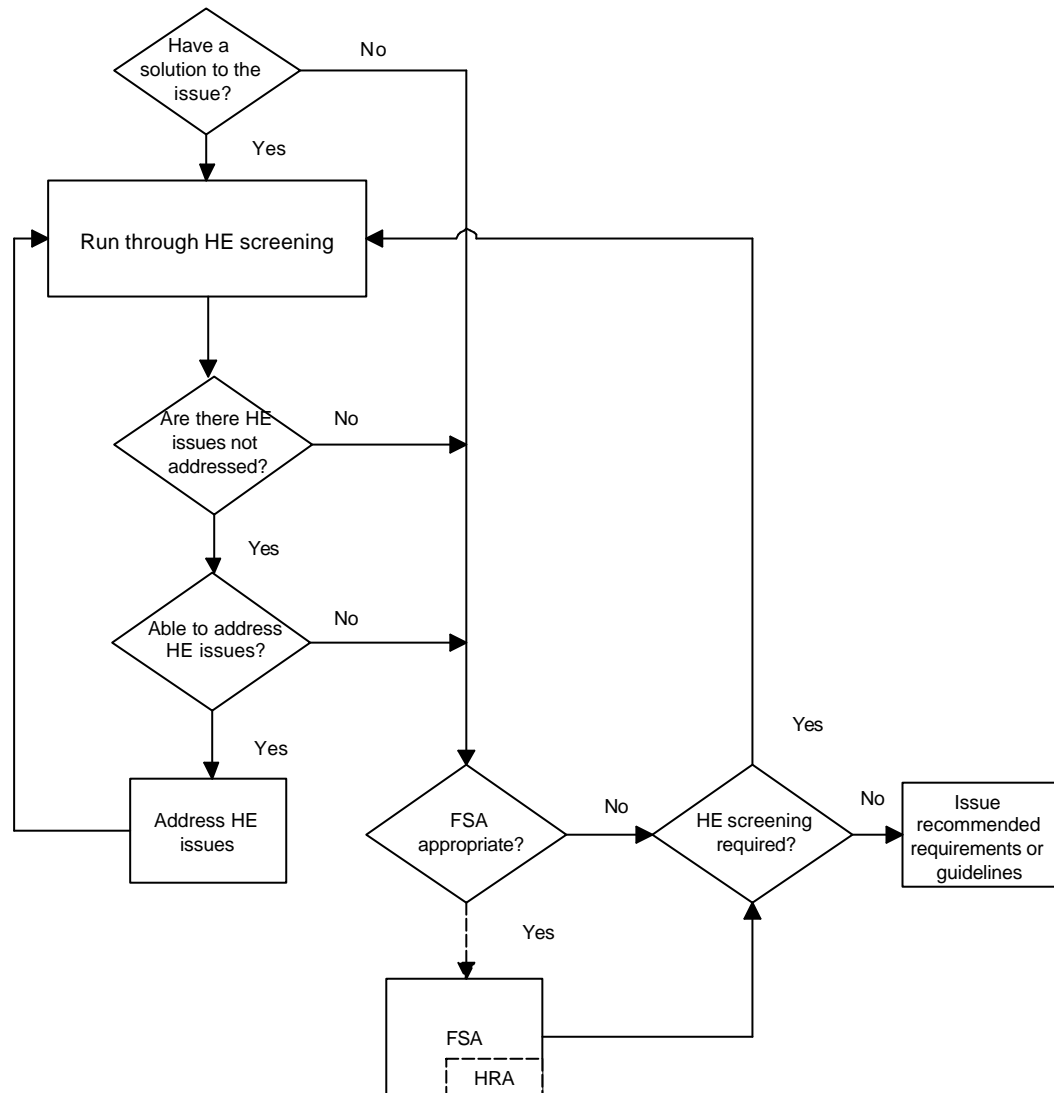 Have a
solution to the
issue?
No
Yes
Run through HE screening
Are there HE
issues not
addressed?
No
Yes
Able to address
HE issues?
No
Yes
Address HE
issues
FSA
appropriate?
No
Yes
HE screening
required?
Yes
No
Issue
recommended
requirements or
guidelines
FSA
HRA